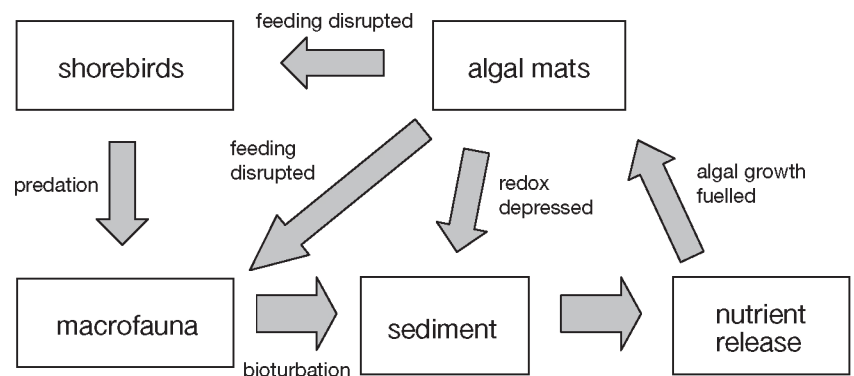 feeding disrupted
shorebirds
algal mats
predation
feeding
disrupted
redox
depressed
algal growth
fuelled
macrofauna
sediment
nutrient
release
bioturbation